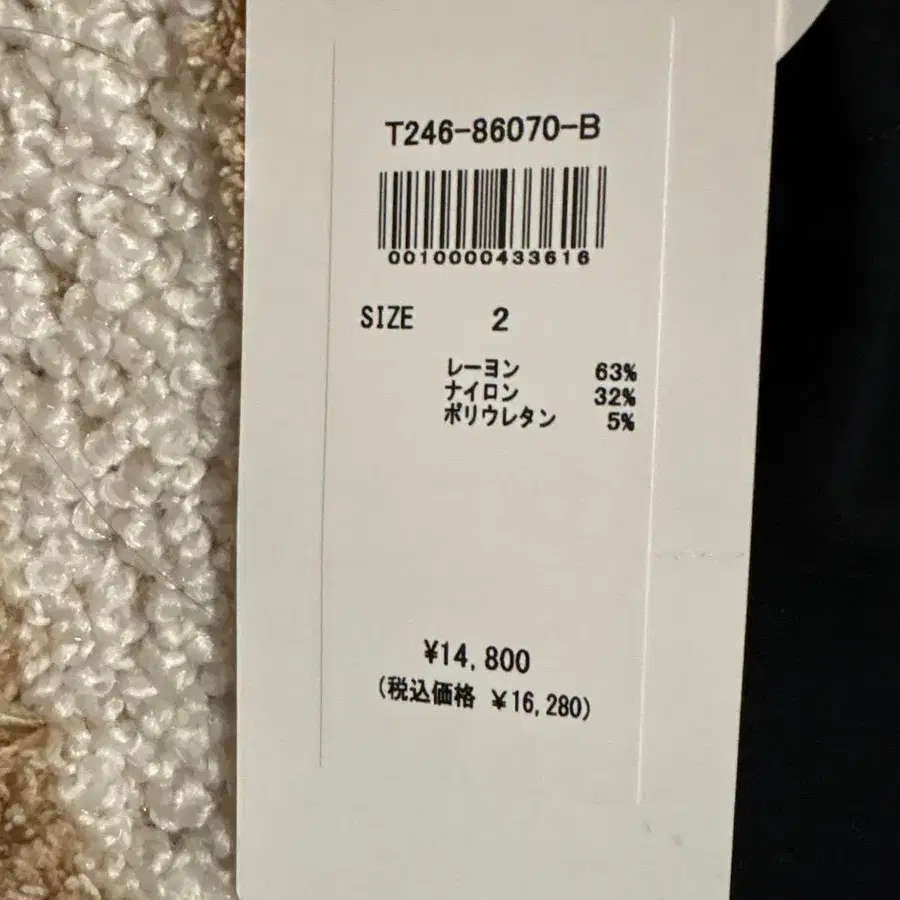 T246-86070-B
0010000433616
SIZE 2
レーヨン 63%
ナイロン 32%
ポリウレタン 5%
¥14,800
(税込価格 ¥16,280)